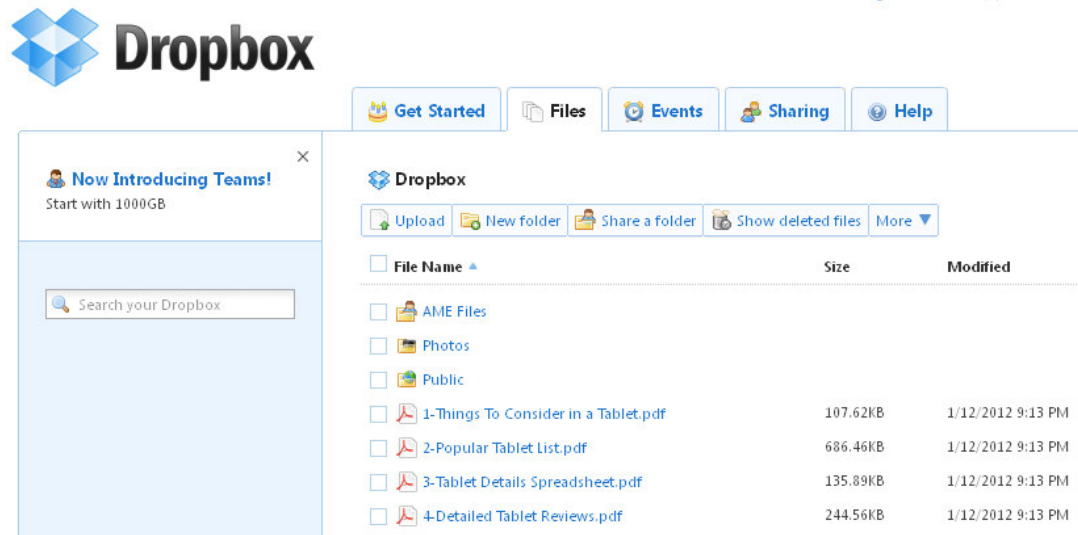 Dropbox
Get Started Files Events Sharing Help
Now Introducing Teams!
Start with 1000GB
Search your Dropbox
Dropbox
Upload New folder Share a folder Show deleted files More
File Name Size Modified
AME Files
Photos
Public
1-Things To Consider in a Tablet.pdf 107.62KB 1/12/2012 9:13 PM
2-Popular Tablet List.pdf 686.46KB 1/12/2012 9:13 PM
3-Tablet Details Spreadsheet.pdf 135.89KB 1/12/2012 9:13 PM
4-Detailed Tablet Reviews.pdf 244.56KB 1/12/2012 9:13 PM